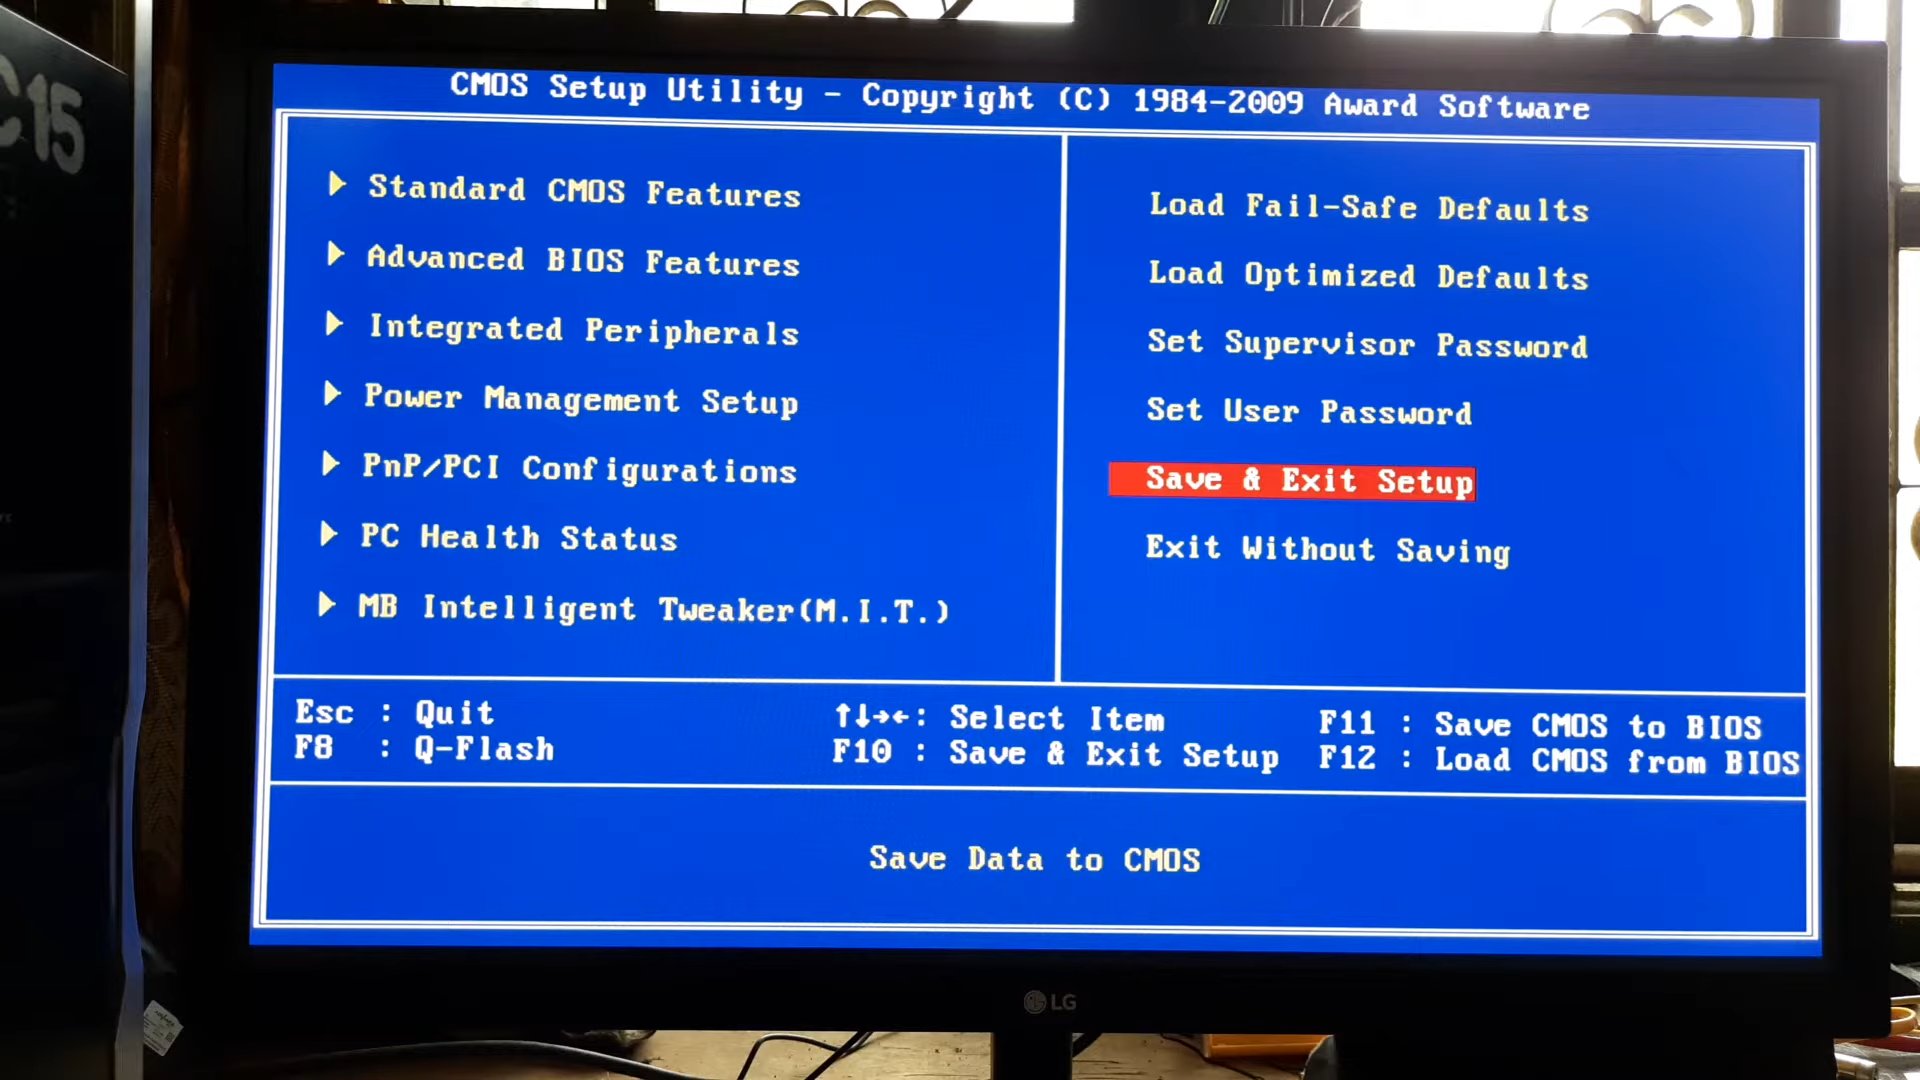 C15
CMOS Setup Utility - Copyright (C) 1984-2009 Award Software
Standard CMOS Features
Advanced BIOS Features
Integrated Peripherals
Power Management Setup
PnP/PCI Configurations
PC Health Status
MB Intelligent Tweaker(M.I.T.)
Load Fail-Safe Defaults
Load Optimized Defaults
Set Supervisor Password
Set User Password
Save & Exit Setup
Exit Without Saving
Esc : Quit
F8 : Q-Flash
↑↓→←: Select Item
F10 : Save & Exit Setup
F11 : Save CMOS to BIOS
F12 : Load CMOS from BIOS
Save Data to CMOS
LG